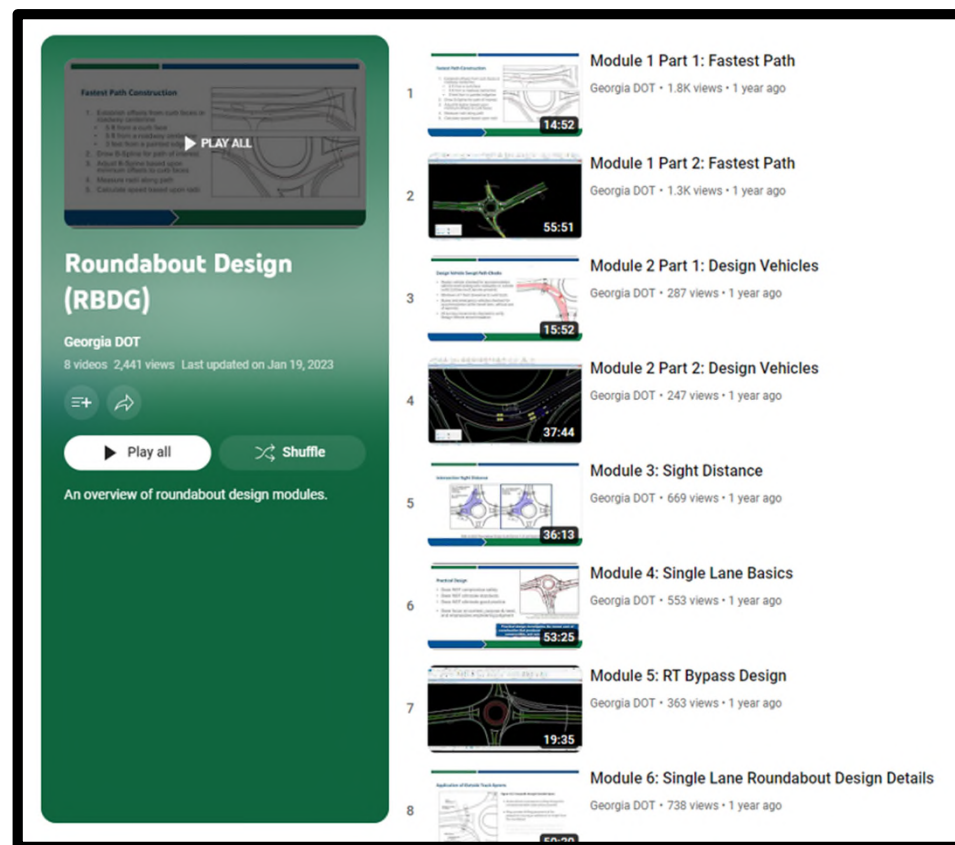 Fastest Path Construction
PLAY ALL
Roundabout Design
(RBDG)
Georgia DOT
8 videos 2,441 views Last updated on Jan 19, 2023
Play all
Shuffle
An overview of roundabout design modules.
1
14:52
Module 1 Part 1: Fastest Path
Georgia DOT • 1.8K views • 1 year ago
2
55:51
Module 1 Part 2: Fastest Path
Georgia DOT • 1.3K views • 1 year ago
3
15:52
Module 2 Part 1: Design Vehicles
Georgia DOT • 287 views • 1 year ago
4
37:44
Module 2 Part 2: Design Vehicles
Georgia DOT • 247 views • 1 year ago
5
36:13
Module 3: Sight Distance
Georgia DOT • 669 views • 1 year ago
6
53:25
Module 4: Single Lane Basics
Georgia DOT • 553 views • 1 year ago
7
19:35
Module 5: RT Bypass Design
Georgia DOT • 363 views • 1 year ago
8
Module 6: Single Lane Roundabout Design Details
Georgia DOT • 738 views • 1 year ago